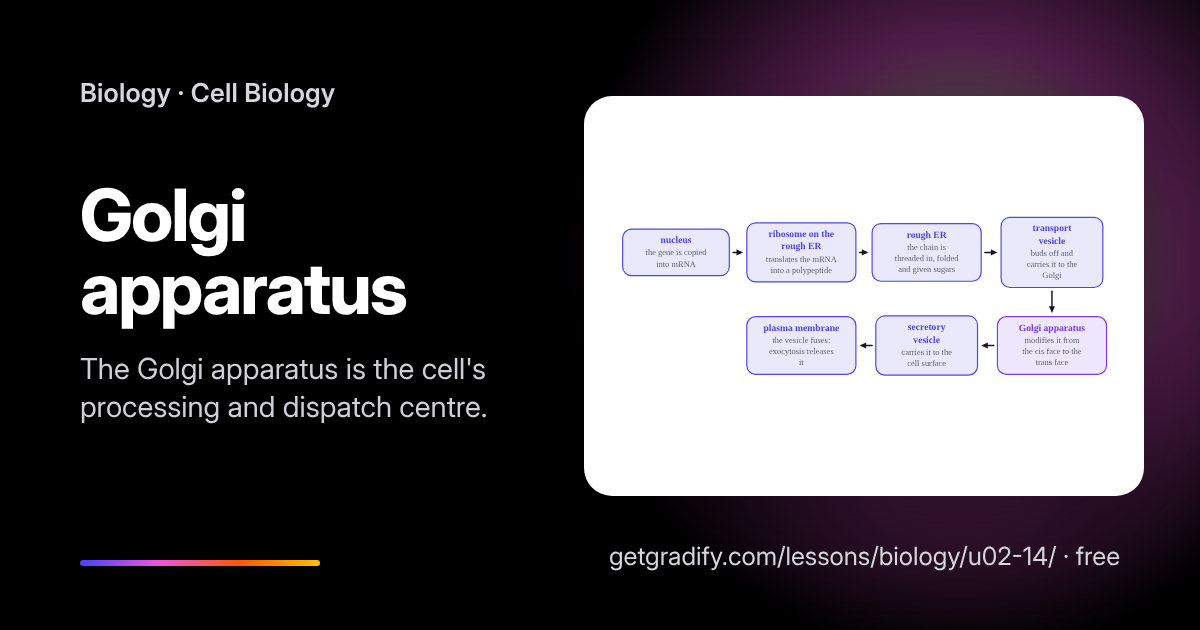 Biology · Cell Biology
Golgi
apparatus
The Golgi apparatus is the cell's
processing and dispatch centre.
nucleus
the gene is copied
into mRNA
ribosome on the
rough ER
translates the mRNA
into a polypeptide
rough ER
the chain is
threaded in, folded
and given sugars
transport
vesicle
buds off and
carries it to the
Golgi
Golgi apparatus
modifies it from
the cis face to the
trans face
secretory
vesicle
carries it to the
cell surface
plasma membrane
the vesicle fuses:
exocytosis releases
it
getgradify.com/lessons/biology/u02-14/ · free